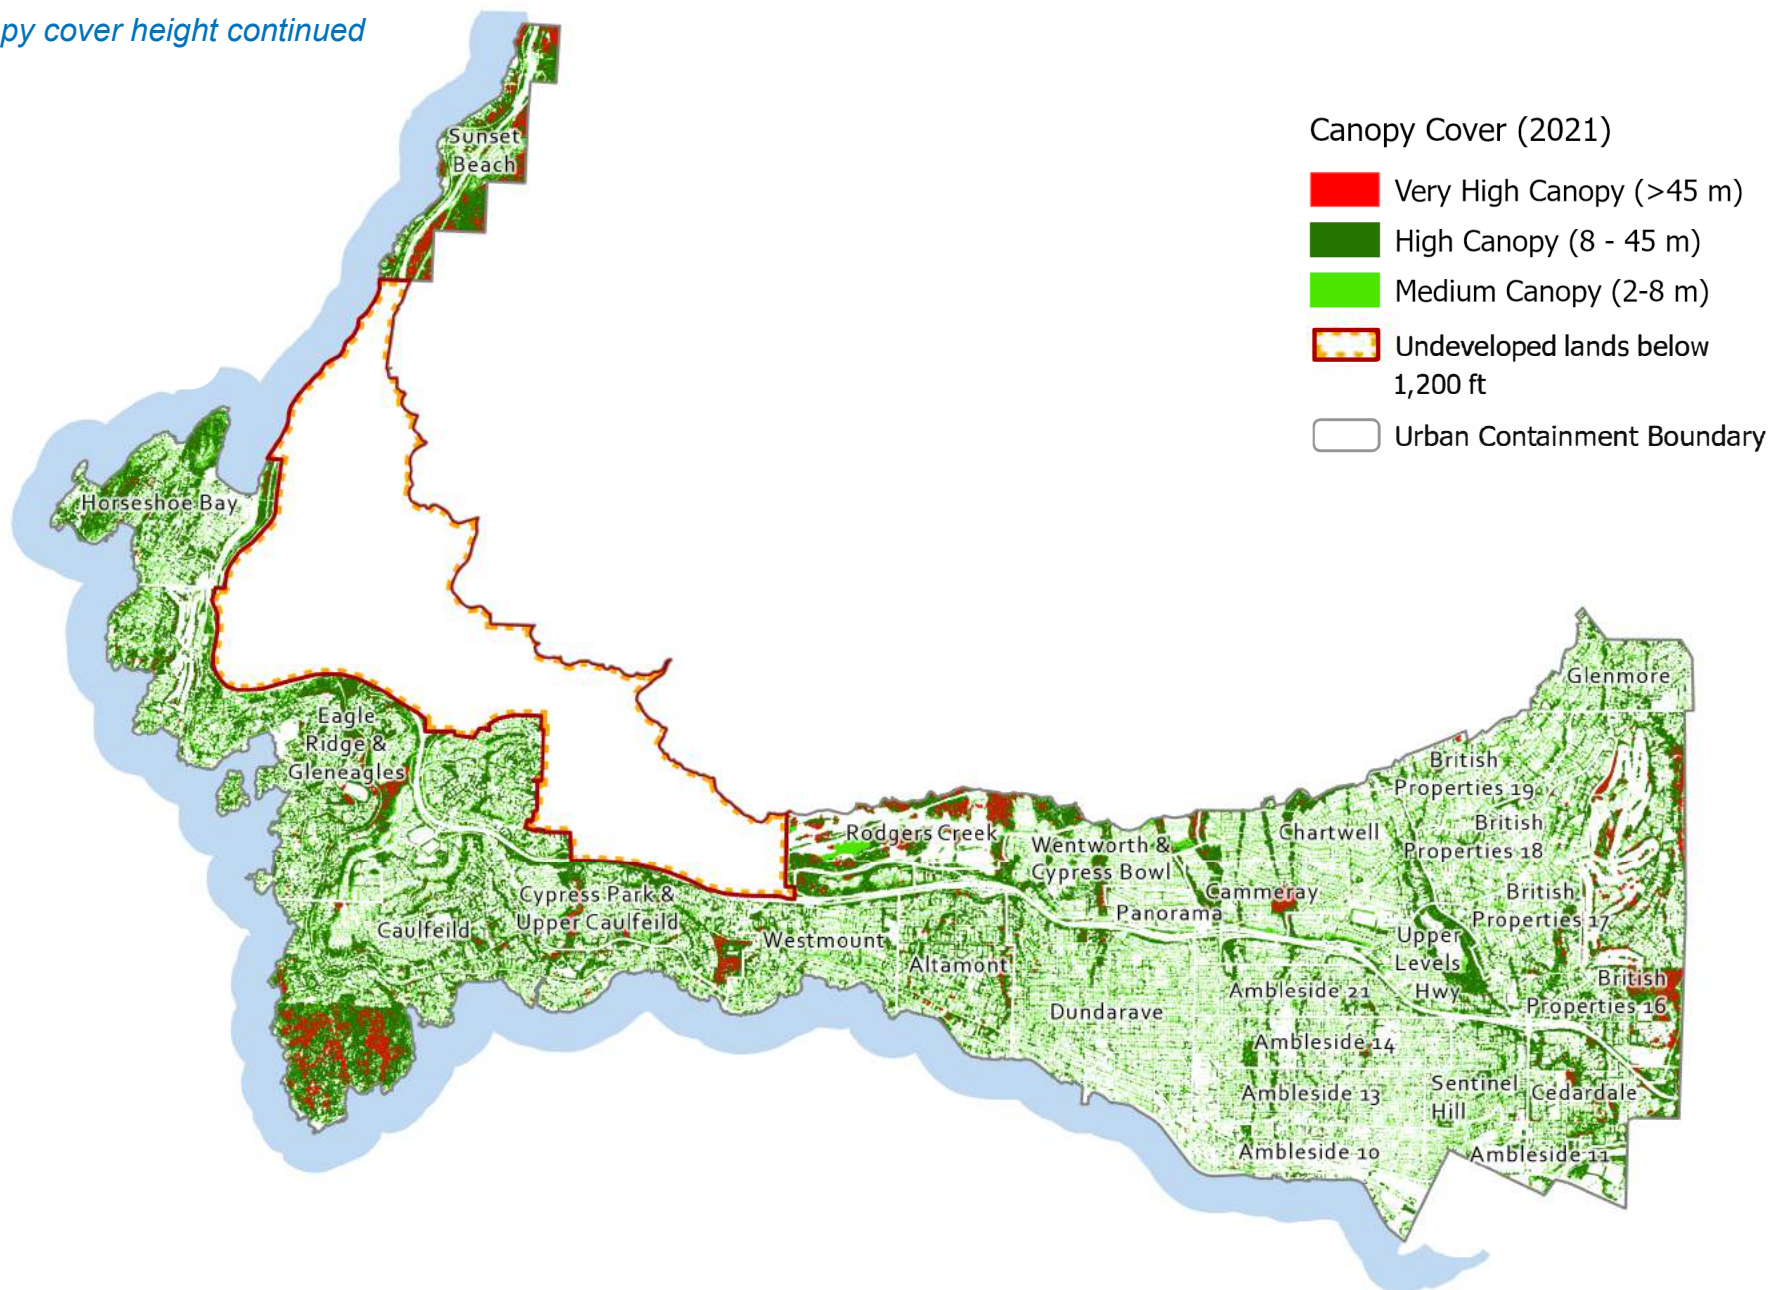 py cover height continued
Canopy Cover (2021)
Very High Canopy (>45 m)
High Canopy (8 - 45 m)
Medium Canopy (2-8 m)
Undeveloped lands below
1,200 ft
Urban Containment Boundary
Sunset
Beach
Horseshoe Bay
Eagle
Ridge &
Gleneagles
Caulfeild
Cypress Park &
Upper Caulfeild
Westmount
Rodgers Creek
Altamont
Wentworth &
Cypress Bowl
Panorama
Cammeray
Chartwell
Dundarave
Glenmore
British
Properties 19
British
Properties 18
British
Properties 17
Upper
Levels
Hwy
British
Properties 16
Ambleside 21
Ambleside 14
Ambleside 13
Sentinel
Hill
Cedardale
Ambleside 10
Ambleside 11